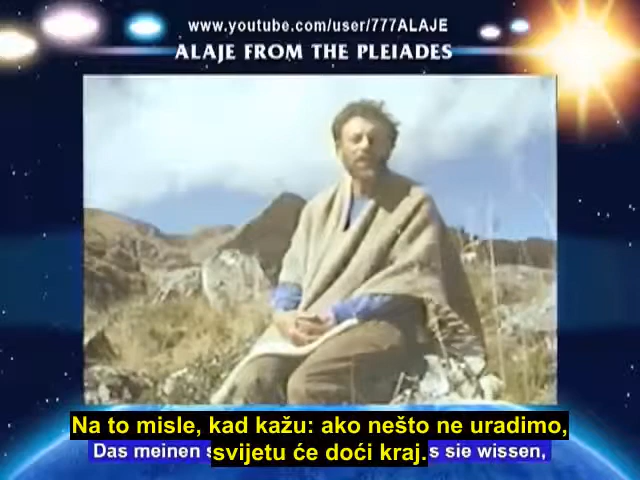 www.youtube.com/user/777ALAJE
ALAJE FROM THE PLEIADES
Na to misle, kad kažu: ako nešto ne uradimo,
svijetu će doći kraj.
Das meinen s sie wissen,